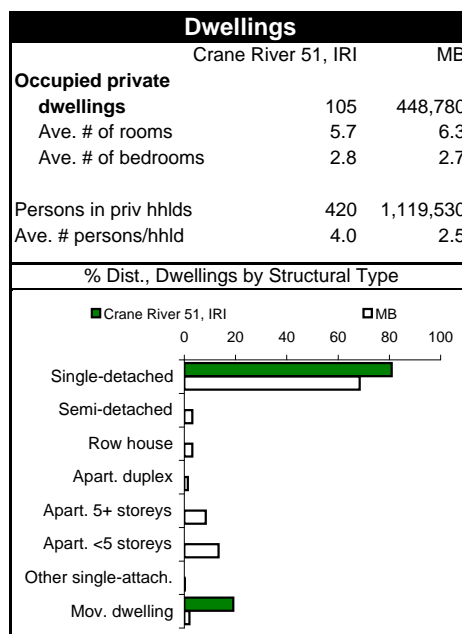 Dwellings
Crane River 51, IRI MB
Occupied private
dwellings 105 448,780
Ave. # of rooms 5.7 6.3
Ave. # of bedrooms 2.8 2.7
Persons in priv hhlds 420 1,119,530
Ave. # persons/hhld 4.0 2.5
% Dist., Dwellings by Structural Type
Crane River 51, IRI MB
0 20 40 60 80 100
Single-detached
Semi-detached
Row house
Apart. duplex
Apart. 5+ storeys
Apart. <5 storeys
Other single-attach.
Mov. dwelling